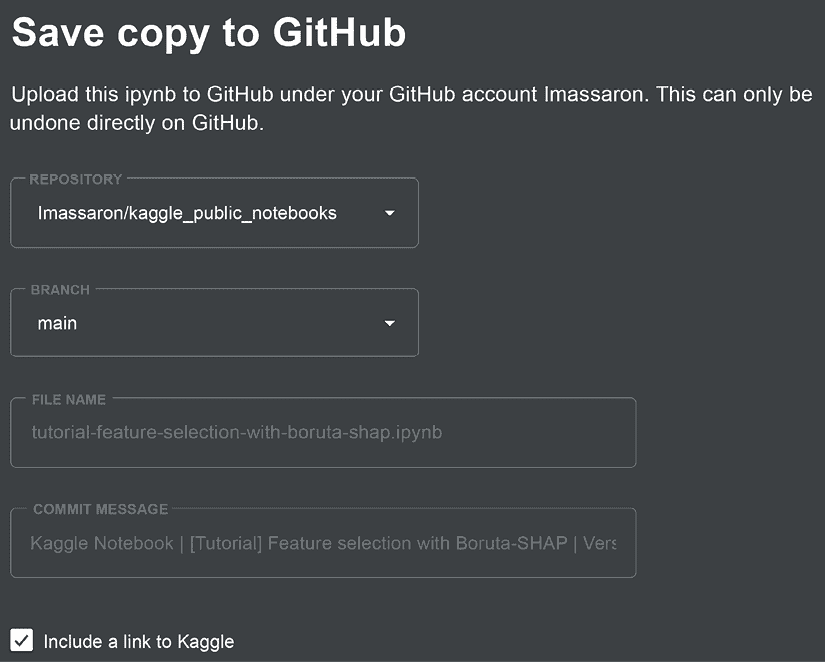 Save copy to GitHub
Upload this ipynb to GitHub under your GitHub account lmassaron. This can only be
undone directly on GitHub.
REPOSITORY
lmassaron/kaggle_public_notebooks
BRANCH
main
FILE NAME
tutorial-feature-selection-with-boruta-shap.ipynb
COMMIT MESSAGE
Kaggle Notebook | [Tutorial] Feature selection with Boruta-SHAP | Vers
Include a link to Kaggle